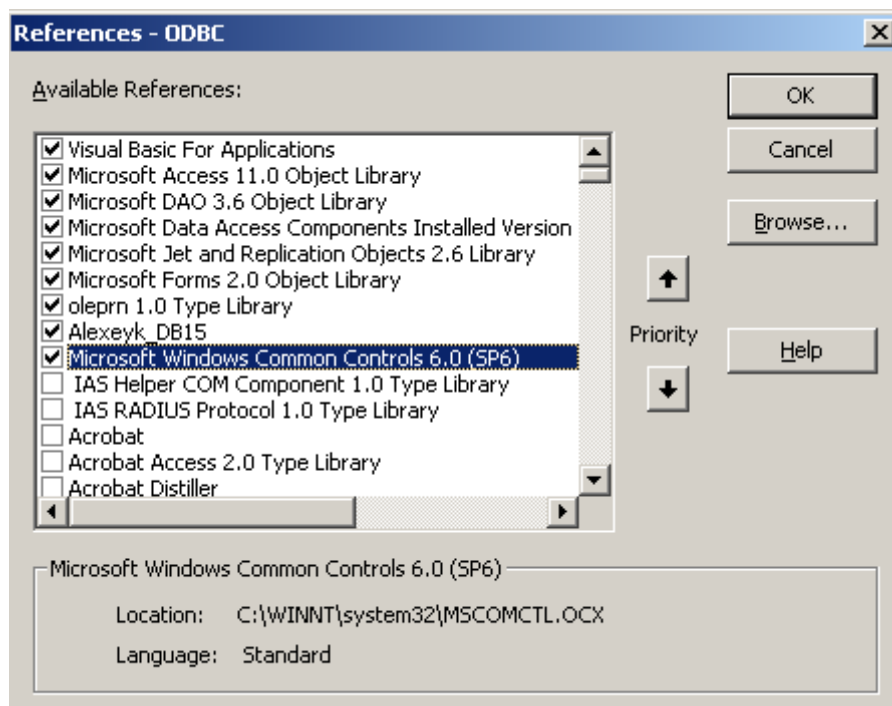 References - ODBC
Available References:
OK
Cancel
Browse...
Help
Visual Basic For Applications
Microsoft Access 11.0 Object Library
Microsoft DAO 3.6 Object Library
Microsoft Data Access Components Installed Version
Microsoft Jet and Replication Objects 2.6 Library
Microsoft Forms 2.0 Object Library
oleprn 1.0 Type Library
Alexeyk_DB15
Microsoft Windows Common Controls 6.0 (SP6)
IAS Helper COM Component 1.0 Type Library
IAS RADIUS Protocol 1.0 Type Library
Acrobat
Acrobat Access 2.0 Type Library
Acrobat Distiller
Priority
Microsoft Windows Common Controls 6.0 (SP6)
Location: C:\WINNT\system32\MSCOMCTL.OCX
Language: Standard